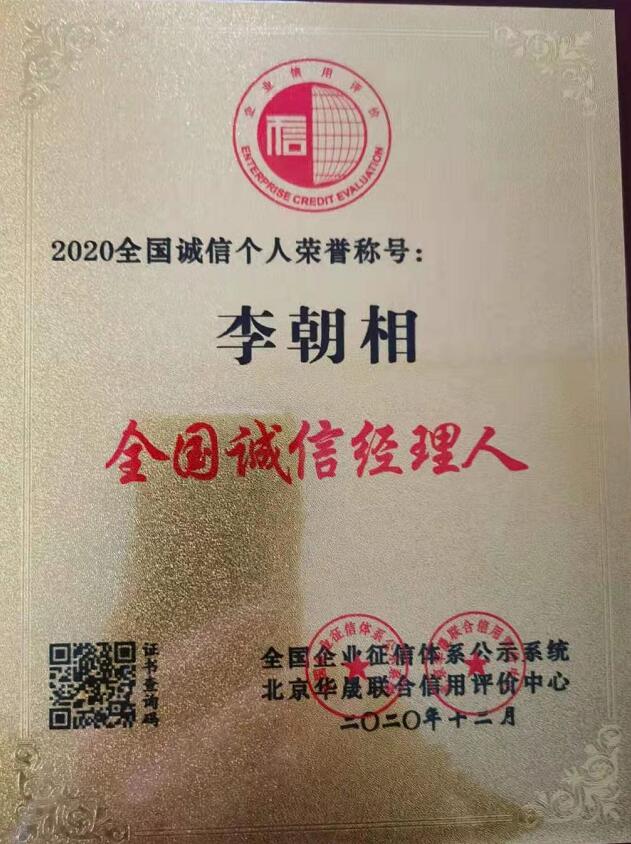 企业信用评价
信
ENTERPRISE CREDIT EVALUATION
2020全国诚信个人荣誉称号：
李朝相
全国诚信经理人
证书查询码
全国企业征信体系公示系统
北京华晟联合信用评价中心
二〇二〇年十二月